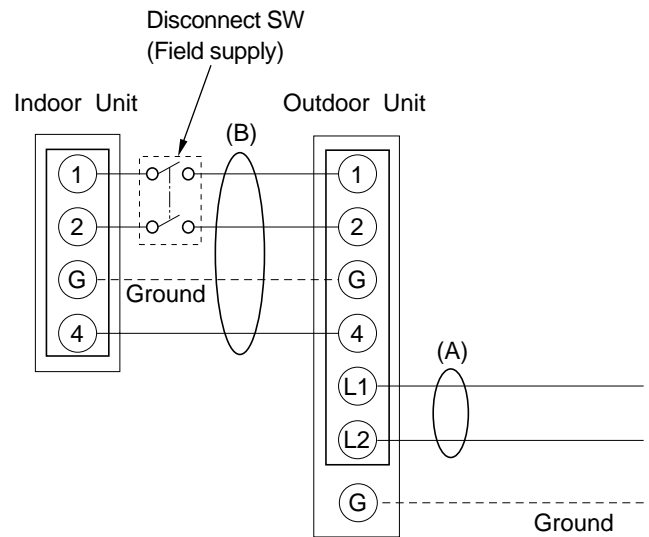 Disconnect SW
(Field supply)
Indoor Unit
Outdoor Unit
(B)
1
1
2
2
G
G
Ground
4
4
(A)
L1
L2
G
Ground